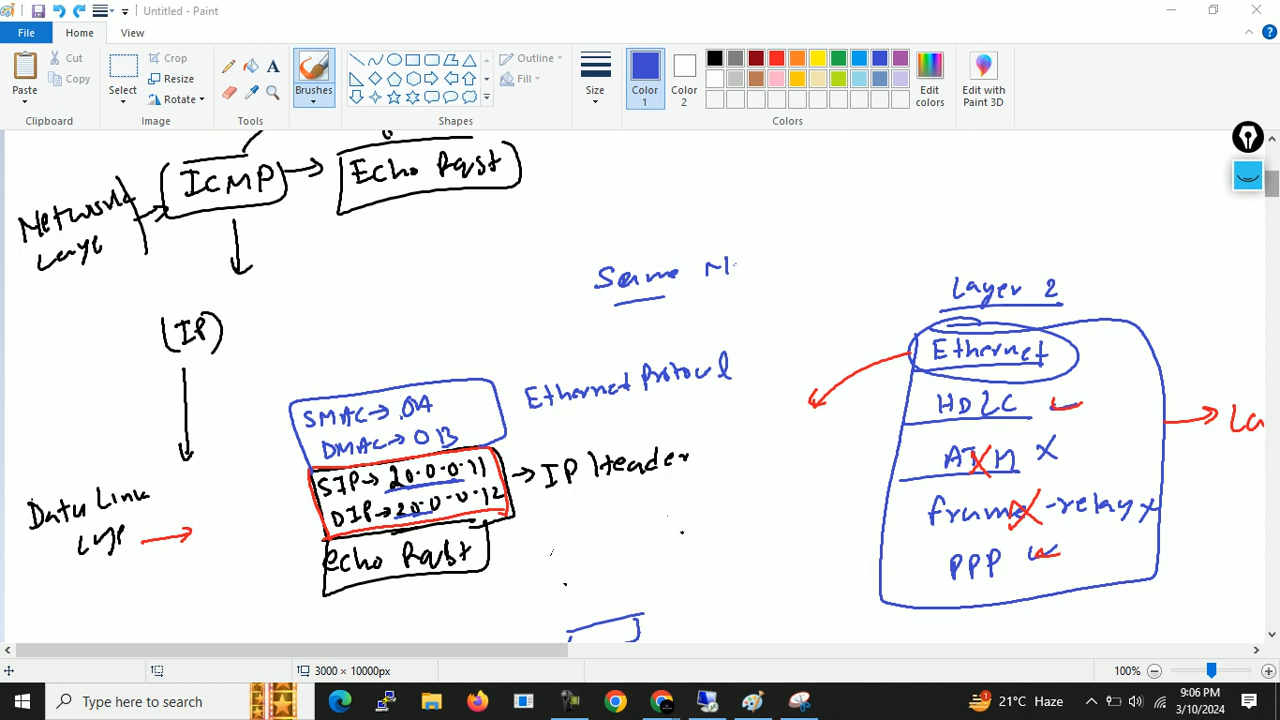 Untitled - Paint
File
Home
View
Paste
Cut
Copy
Clipboard
Select
Crop
Resize
Rotate
Image
Tools
Brushes
Shapes
Outline
Fill
Size
Color 1
Color 2
Colors
Edit colors
Edit with Paint 3D
(ICMP) → Echo Rqst
Network
Layer
Same
Layer 2
(IP)
Ethernet
Ethernet Protocol
SMAC → .0A
DMAC → 0B
HDLC
ATM X
SIP → 20.0.0.11
DIP → 20.0.0.12
→ IP Header
Data Link
frame-relay x
echo Rqst
PPP
3000 × 10000px
100%
Type here to search
21°C Haze
9:06 PM
3/10/2024